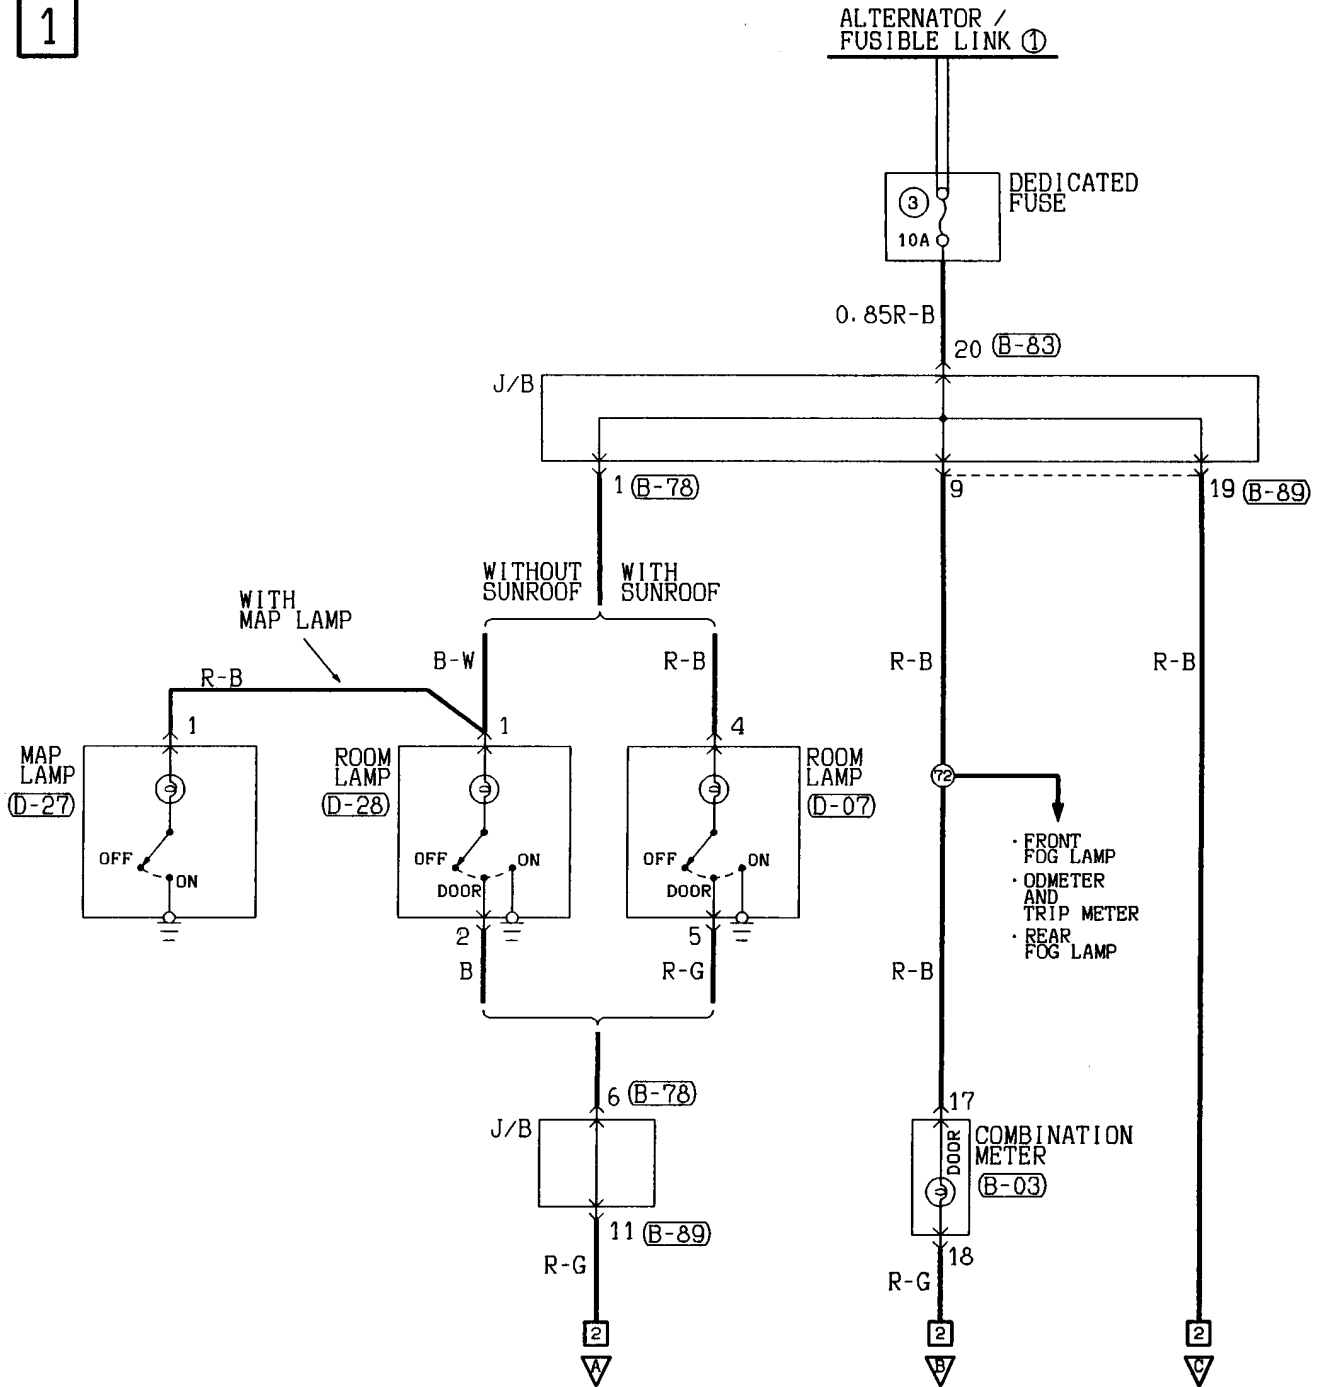 1
ALTERNATOR /
FUSIBLE LINK ①
DEDICATED
FUSE
3
10A
0.85R-B
20 (B-83)
J/B
1 (B-78)
9
19 (B-89)
WITHOUT
SUNROOF
WITH
SUNROOF
WITH
MAP LAMP
B-W
R-B
R-B
R-B
R-B
1
1
4
MAP
LAMP
(D-27)
ROOM
LAMP
(D-28)
ROOM
LAMP
(D-07)
72
OFF
ON
OFF
ON
DOOR
OFF
ON
DOOR
· FRONT
FOG LAMP
· ODMETER
AND
TRIP METER
· REAR
FOG LAMP
2
5
B
R-G
R-B
6 (B-78)
J/B
17
DOOR
COMBINATION
METER
(B-03)
11 (B-89)
18
R-G
R-G
2
2
2
A
B
C